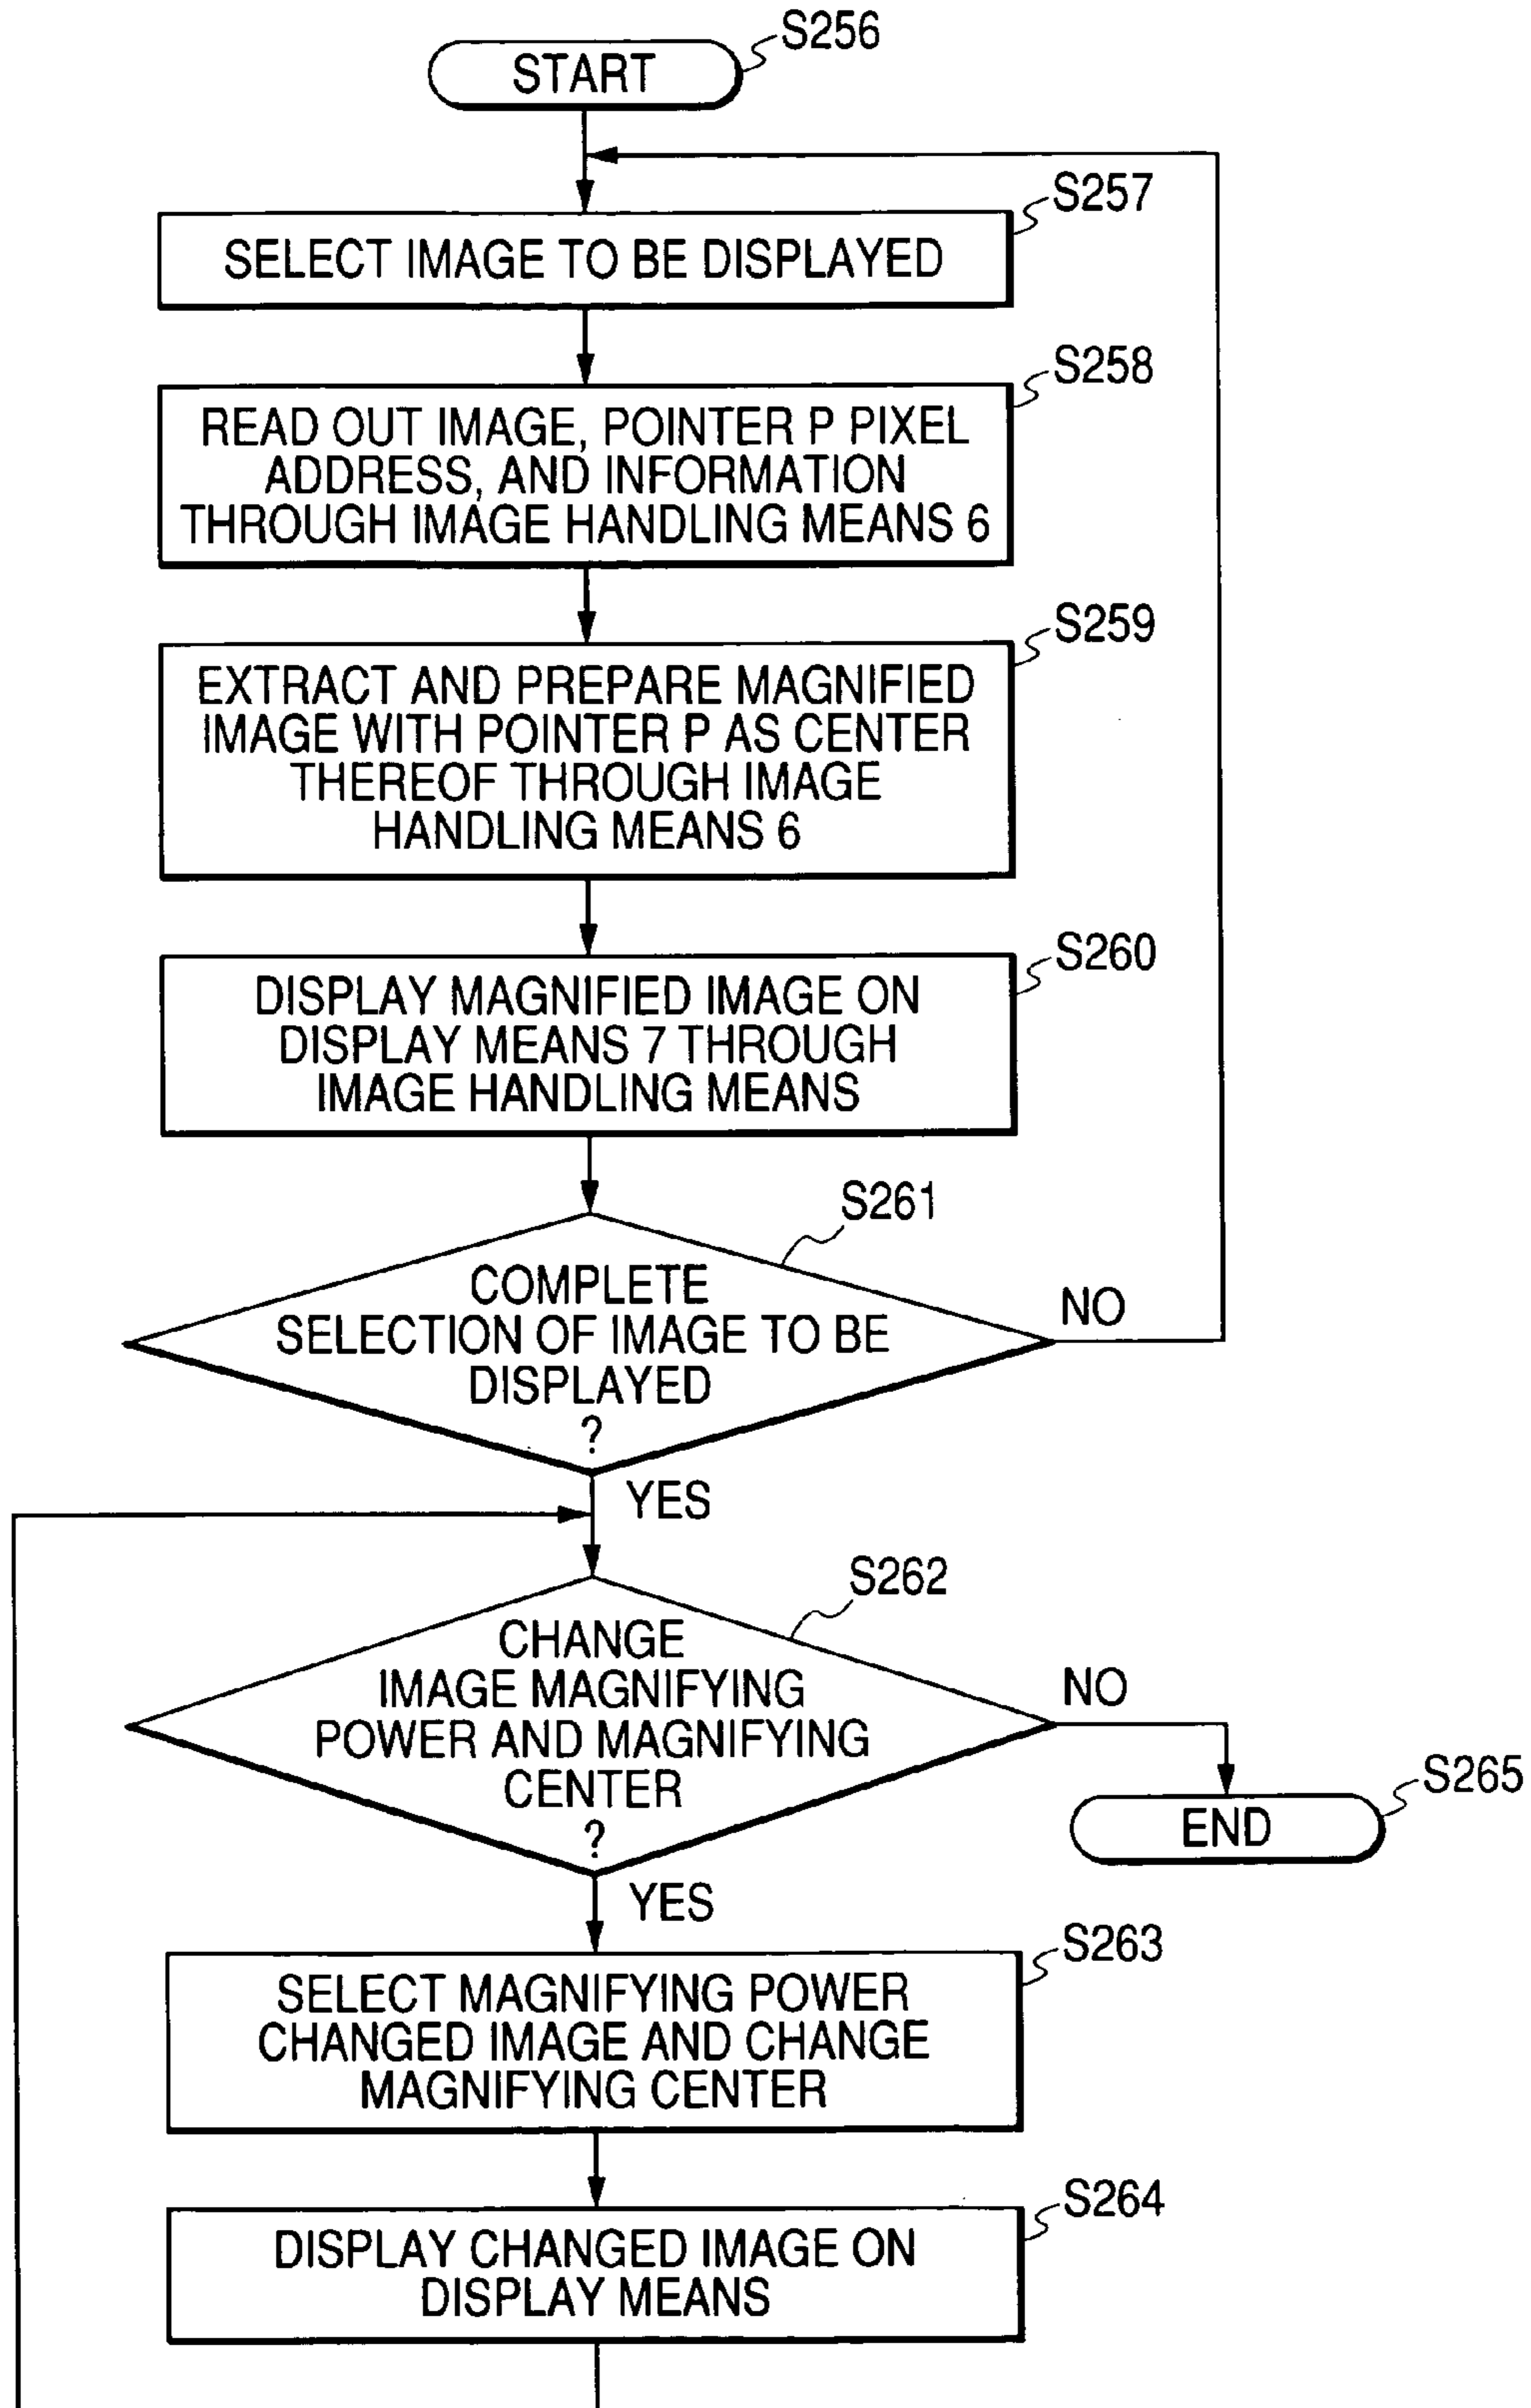 S256
START
S257
SELECT IMAGE TO BE DISPLAYED
S258
READ OUT IMAGE, POINTER P PIXEL
ADDRESS, AND INFORMATION
THROUGH IMAGE HANDLING MEANS 6
S259
EXTRACT AND PREPARE MAGNIFIED
IMAGE WITH POINTER P AS CENTER
THEREOF THROUGH IMAGE
HANDLING MEANS 6
S260
DISPLAY MAGNIFIED IMAGE ON
DISPLAY MEANS 7 THROUGH
IMAGE HANDLING MEANS
S261
COMPLETE
SELECTION OF IMAGE TO BE
DISPLAYED
?
NO
YES
S262
CHANGE
IMAGE MAGNIFYING
POWER AND MAGNIFYING
CENTER
?
NO
S265
END
YES
S263
SELECT MAGNIFYING POWER
CHANGED IMAGE AND CHANGE
MAGNIFYING CENTER
S264
DISPLAY CHANGED IMAGE ON
DISPLAY MEANS